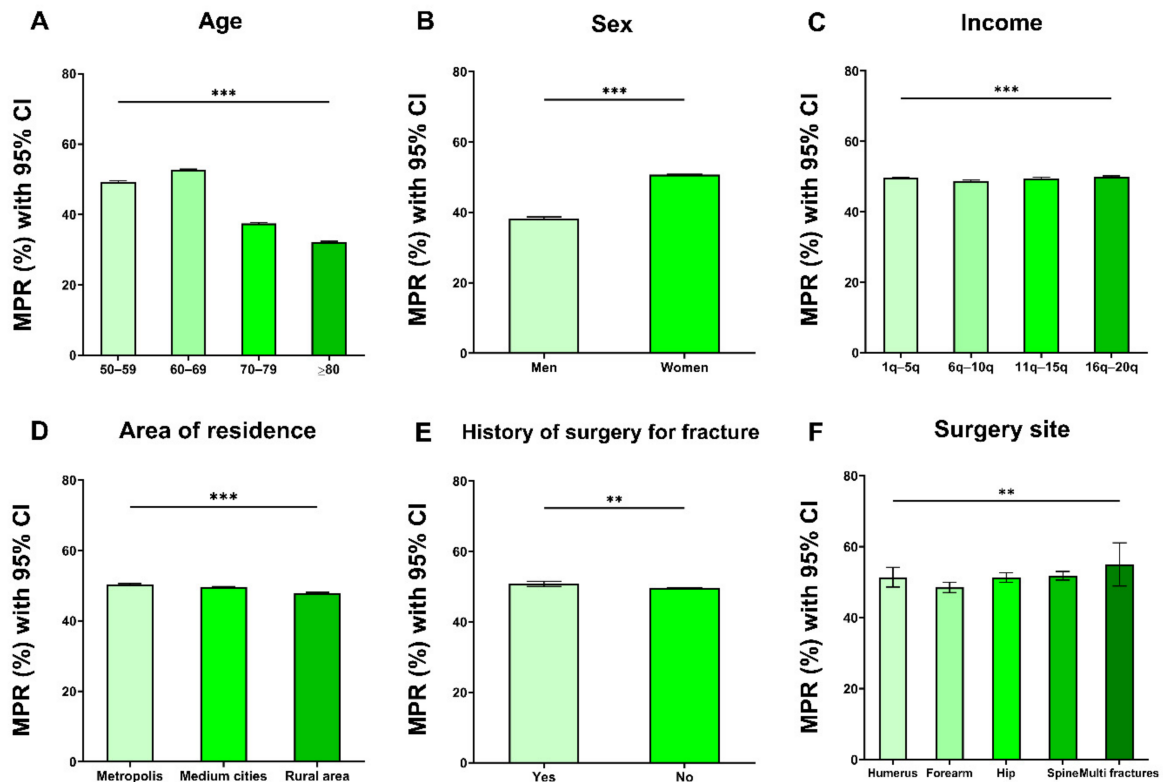 A Age
MPR (%) with 95% CI
80
60
40
20
0
***
50–59 60–69 70–79 ≥80
B Sex
MPR (%) with 95% CI
80
60
40
20
0
***
Men Women
C Income
MPR (%) with 95% CI
80
60
40
20
0
***
1q–5q 6q–10q 11q–15q 16q–20q
D Area of residence
MPR (%) with 95% CI
80
60
40
20
0
***
Metropolis Medium cities Rural area
E History of surgery for fracture
MPR (%) with 95% CI
80
60
40
20
0
**
Yes No
F Surgery site
MPR (%) with 95% CI
80
60
40
20
0
**
Humerus Forearm Hip Spine Multi fractures